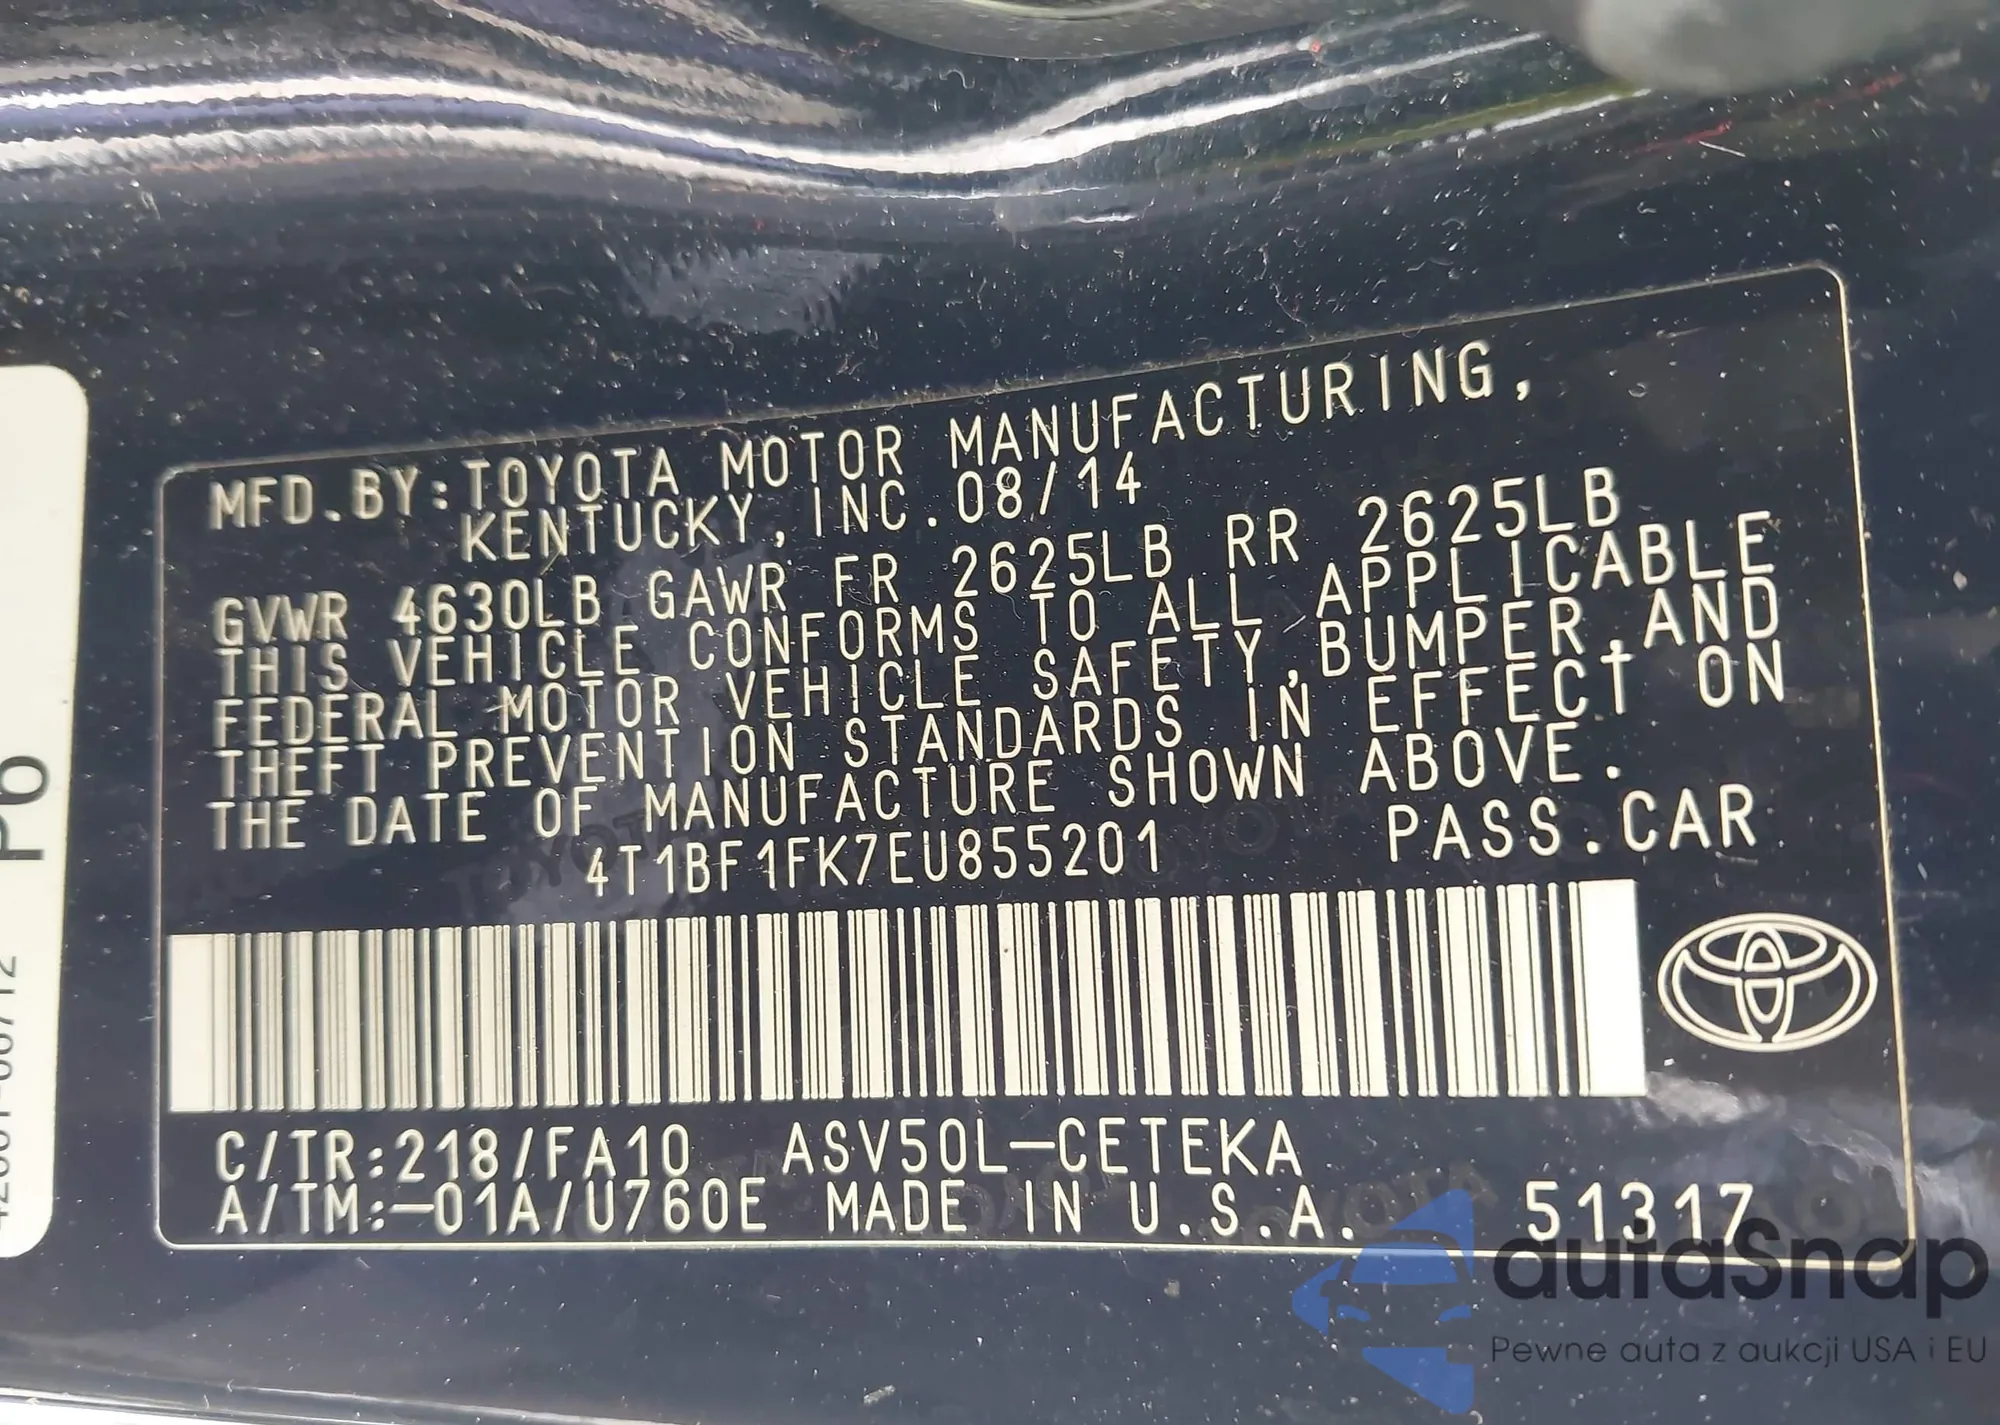 MFD.BY:TOYOTA MOTOR MANUFACTURING,
KENTUCKY,INC.08/14
GVWR 4630LB GAWR FR 2625LB RR 2625LB
THIS VEHICLE CONFORMS TO ALL APPLICABLE
FEDERAL MOTOR VEHICLE SAFETY,BUMPER,AND
THEFT PREVENTION STANDARDS IN EFFECT ON
THE DATE OF MANUFACTURE SHOWN ABOVE.
4T1BF1FK7EU855201 PASS.CAR
C/TR:218/FA10 ASV50L-CETEKA
A/TM:-01A/U760E MADE IN U.S.A. 51317
P6
autaSnap
Pewne auta z aukcji USA i EU